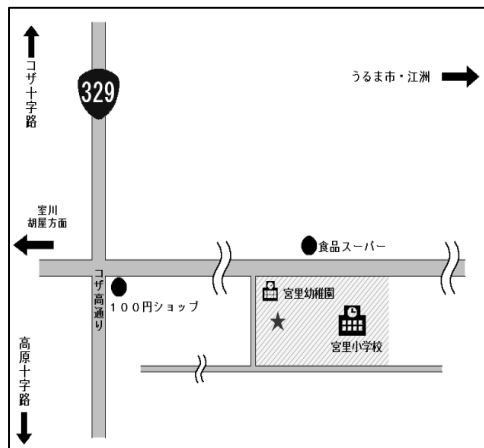 コザ十字路
329
うるま市・江洲
室川
胡屋方面
食品スーパー
コザ高通り
100円ショップ
宮里幼稚園
宮里小学校
高原十字路